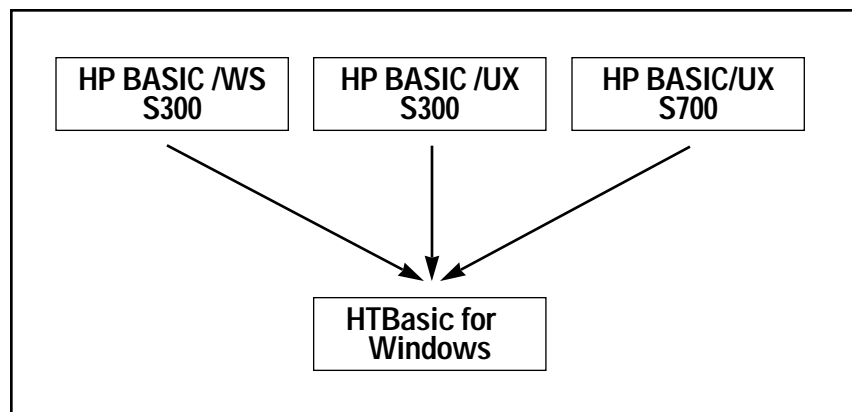 HP BASIC /WS
S300
HP BASIC /UX
S300
HP BASIC/UX
S700
HTBasic for
Windows